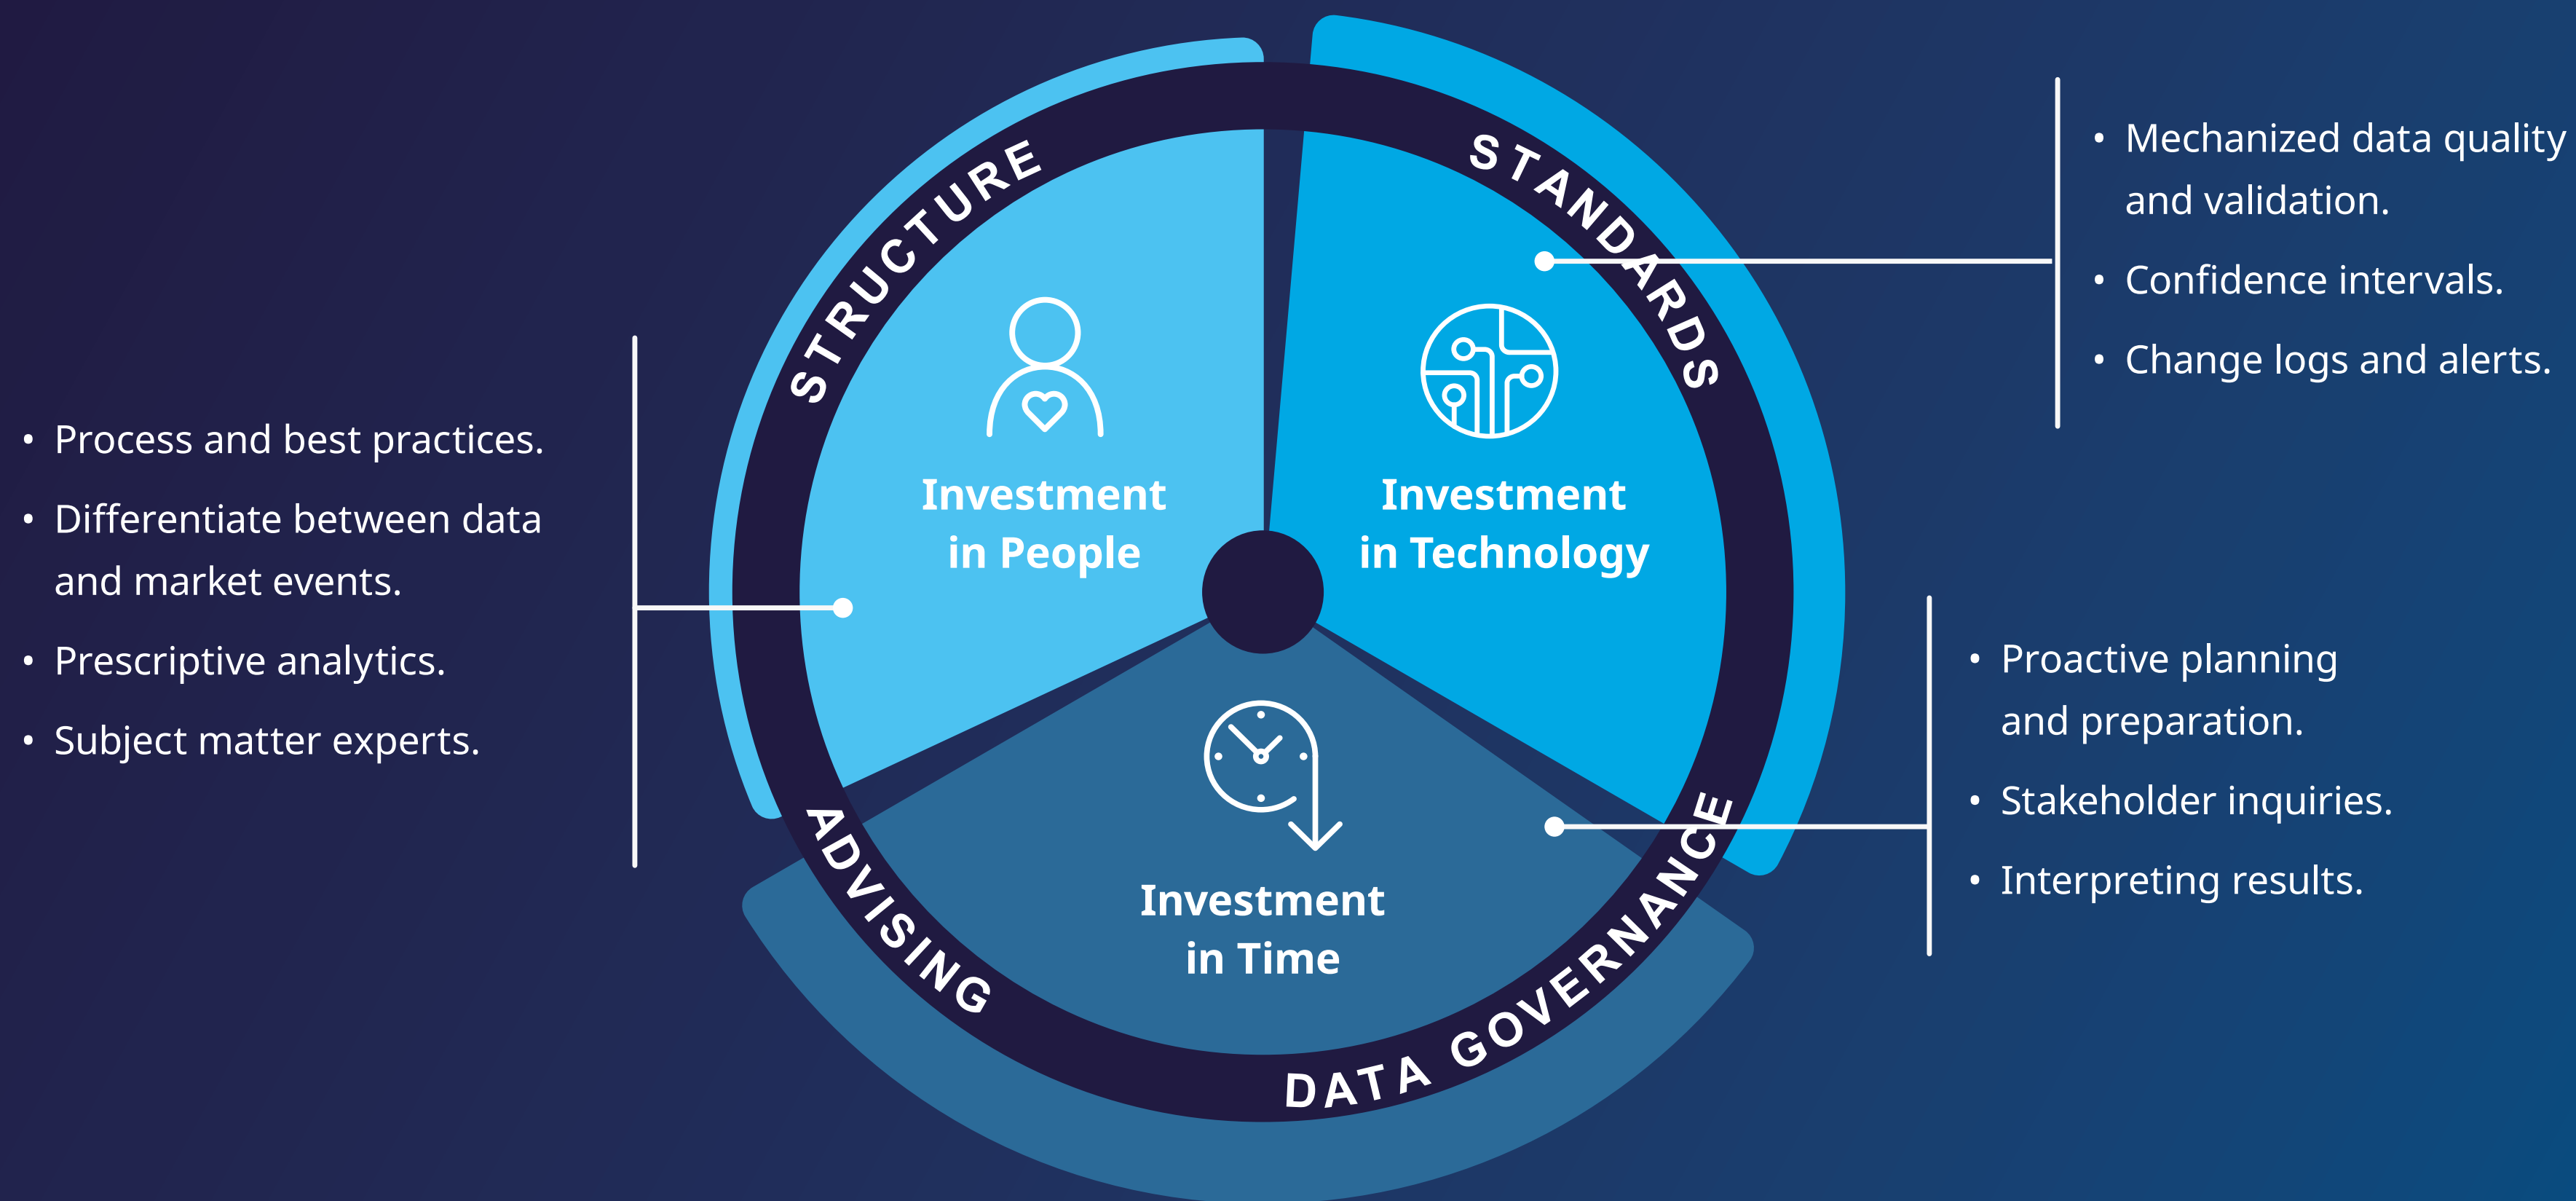 STRUCTURE
STANDARDS
ADVISING
DATA GOVERNANCE
Investment
in People
Investment
in Technology
Investment
in Time
• Process and best practices.
• Differentiate between data
and market events.
• Prescriptive analytics.
• Subject matter experts.
• Mechanized data quality
and validation.
• Confidence intervals.
• Change logs and alerts.
• Proactive planning
and preparation.
• Stakeholder inquiries.
• Interpreting results.